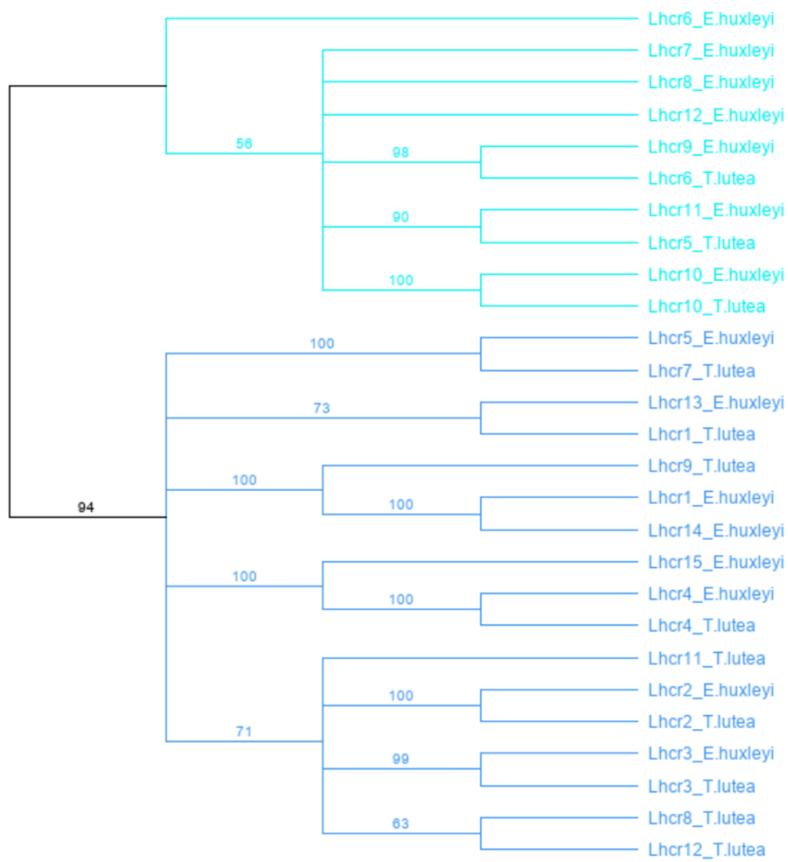 Lhcr6_E.huxleyi
Lhcr7_E.huxleyi
Lhcr8_E.huxleyi
Lhcr12_E.huxleyi
56
98
Lhcr9_E.huxleyi
Lhcr6_T.lutea
90
Lhcr11_E.huxleyi
Lhcr5_T.lutea
100
Lhcr10_E.huxleyi
Lhcr10_T.lutea
100
Lhcr5_E.huxleyi
Lhcr7_T.lutea
73
Lhcr13_E.huxleyi
Lhcr1_T.lutea
94
100
Lhcr9_T.lutea
100
Lhcr1_E.huxleyi
Lhcr14_E.huxleyi
100
Lhcr15_E.huxleyi
100
Lhcr4_E.huxleyi
Lhcr4_T.lutea
71
Lhcr11_T.lutea
100
Lhcr2_E.huxleyi
Lhcr2_T.lutea
99
Lhcr3_E.huxleyi
Lhcr3_T.lutea
63
Lhcr8_T.lutea
Lhcr12_T.lutea